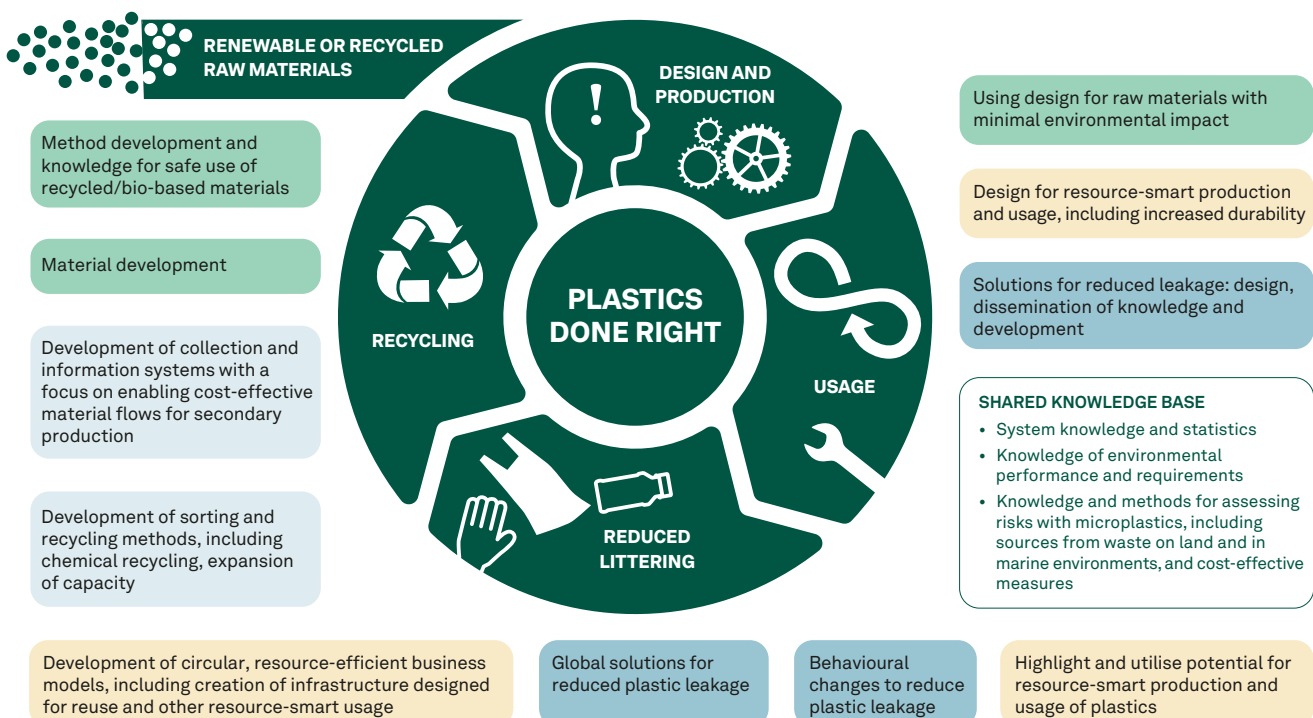 RENEWABLE OR RECYCLED
RAW MATERIALS
DESIGN AND
PRODUCTION
!
PLASTICS
DONE RIGHT
RECYCLING
USAGE
REDUCED
LITTERING
Method development and
knowledge for safe use of
recycled/bio-based materials
Material development
Development of collection and
information systems with a
focus on enabling cost-effective
material flows for secondary
production
Development of sorting and
recycling methods, including
chemical recycling, expansion
of capacity
Using design for raw materials with
minimal environmental impact
Design for resource-smart production
and usage, including increased durability
Solutions for reduced leakage: design,
dissemination of knowledge and
development
SHARED KNOWLEDGE BASE
• System knowledge and statistics
• Knowledge of environmental
performance and requirements
• Knowledge and methods for assessing
risks with microplastics, including
sources from waste on land and in
marine environments, and cost-effective
measures
Development of circular, resource-efficient business
models, including creation of infrastructure designed
for reuse and other resource-smart usage
Global solutions for
reduced plastic leakage
Behavioural
changes to reduce
plastic leakage
Highlight and utilise potential for
resource-smart production and
usage of plastics